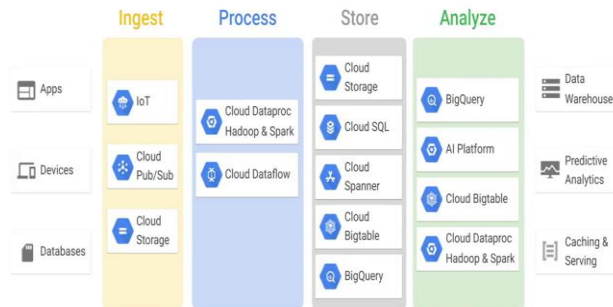 Ingest
Process
Store
Analyze
Apps
Devices
Databases
IoT
Cloud
Pub/Sub
Cloud
Storage
Cloud Dataproc
Hadoop & Spark
Cloud Dataflow
Cloud
Storage
Cloud SQL
Cloud
Spanner
Cloud
Bigtable
BigQuery
BigQuery
AI Platform
Cloud Bigtable
Cloud Dataproc
Hadoop & Spark
Data
Warehouse
Predictive
Analytics
Caching &
Serving